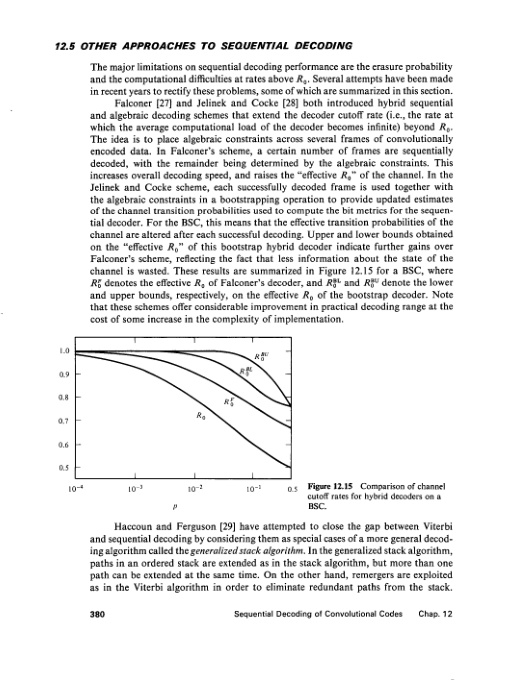 12.5 OTHER APPROACHES TO SEQUENTIAL DECODING
The major limitations on sequential decoding performance are the erasure probability
and the computational difficulties at rates above R₀. Several attempts have been made
in recent years to rectify these problems, some of which are summarized in this section.
Falconer [27] and Jelinek and Cocke [28] both introduced hybrid sequential
and algebraic decoding schemes that extend the decoder cutoff rate (i.e., the rate at
which the average computational load of the decoder becomes infinite) beyond R₀.
The idea is to place algebraic constraints across several frames of convolutionally
encoded data. In Falconer's scheme, a certain number of frames are sequentially
decoded, with the remainder being determined by the algebraic constraints. This
increases overall decoding speed, and raises the "effective R₀" of the channel. In the
Jelinek and Cocke scheme, each successfully decoded frame is used together with
the algebraic constraints in a bootstrapping operation to provide updated estimates
of the channel transition probabilities used to compute the bit metrics for the sequen-
tial decoder. For the BSC, this means that the effective transition probabilities of the
channel are altered after each successful decoding. Upper and lower bounds obtained
on the "effective R₀" of this bootstrap hybrid decoder indicate further gains over
Falconer's scheme, reflecting the fact that less information about the state of the
channel is wasted. These results are summarized in Figure 12.15 for a BSC, where
R₀ᶠ denotes the effective R₀ of Falconer's decoder, and R₀ᴮᴸ and R₀ᴮᵁ denote the lower
and upper bounds, respectively, on the effective R₀ of the bootstrap decoder. Note
that these schemes offer considerable improvement in practical decoding range at the
cost of some increase in the complexity of implementation.
1.0
0.9
0.8
0.7
0.6
0.5
R₀ᴮᵁ
R₀ᴮᴸ
R₀ᶠ
R₀
10⁻⁴ 10⁻³ 10⁻² 10⁻¹ 0.5
p
Figure 12.15 Comparison of channel
cutoff rates for hybrid decoders on a
BSC.
Haccoun and Ferguson [29] have attempted to close the gap between Viterbi
and sequential decoding by considering them as special cases of a more general decod-
ing algorithm called the generalized stack algorithm. In the generalized stack algorithm,
paths in an ordered stack are extended as in the stack algorithm, but more than one
path can be extended at the same time. On the other hand, remergers are exploited
as in the Viterbi algorithm in order to eliminate redundant paths from the stack.
380 Sequential Decoding of Convolutional Codes Chap. 12